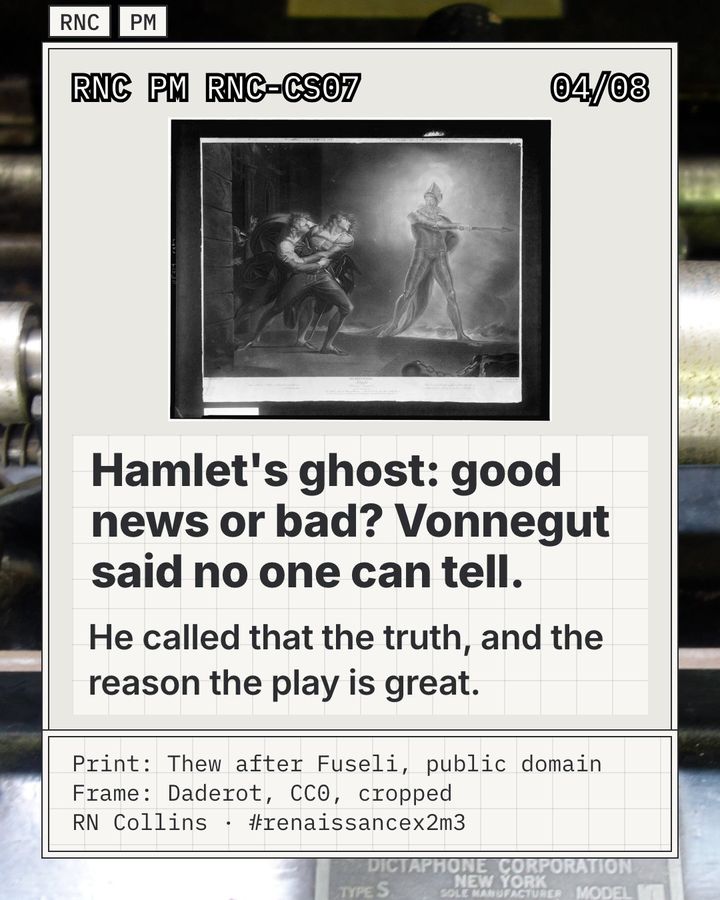 RNC PM
RNC PM RNC-CS07 04/08
Hamlet's ghost: good
news or bad? Vonnegut
said no one can tell.
He called that the truth, and the
reason the play is great.
Print: Thew after Fuseli, public domain
Frame: Daderot, CC0, cropped
RN Collins · #renaissancex2m3
DICTAPHONE CORPORATION
NEW YORK
TYPE S SOLE MANUFACTURER MODEL